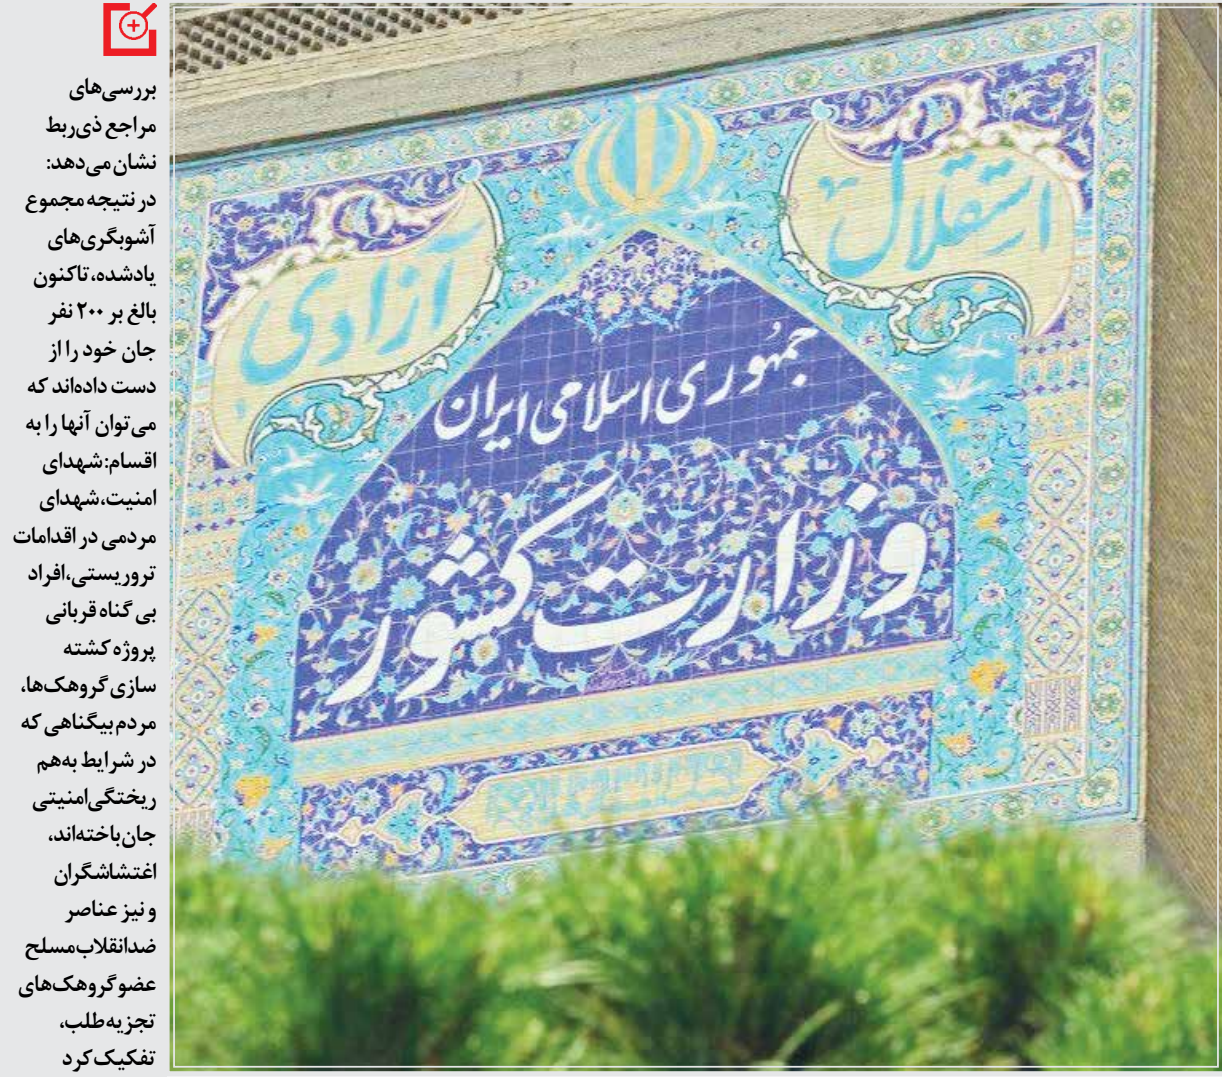 بررسی‌های
مراجع ذی‌ربط
نشان می‌دهد:
در نتیجه مجموع
آشوبگری‌های
یادشده، تاکنون
بالغ بر ۲۰۰ نفر
جان خود را از
دست داده‌اند که
می‌توان آنها را به
اقسام: شهدای
امنیت، شهدای
مردمی در اقدامات
تروریستی، افراد
بی گناه قربانی
پروژه کشته
سازی گروهک‌ها،
مردم بیگناهی که
در شرایط به‌هم
ریختگی امنیتی
جان باخته‌اند،
اغتشاشگران
و نیز عناصر
ضدانقلاب مسلح
عضو گروهک‌های
تجزیه‌طلب،
تفکیک کرد
استقلال
آزادی
جمهوری اسلامی ایران
وزارت کشور